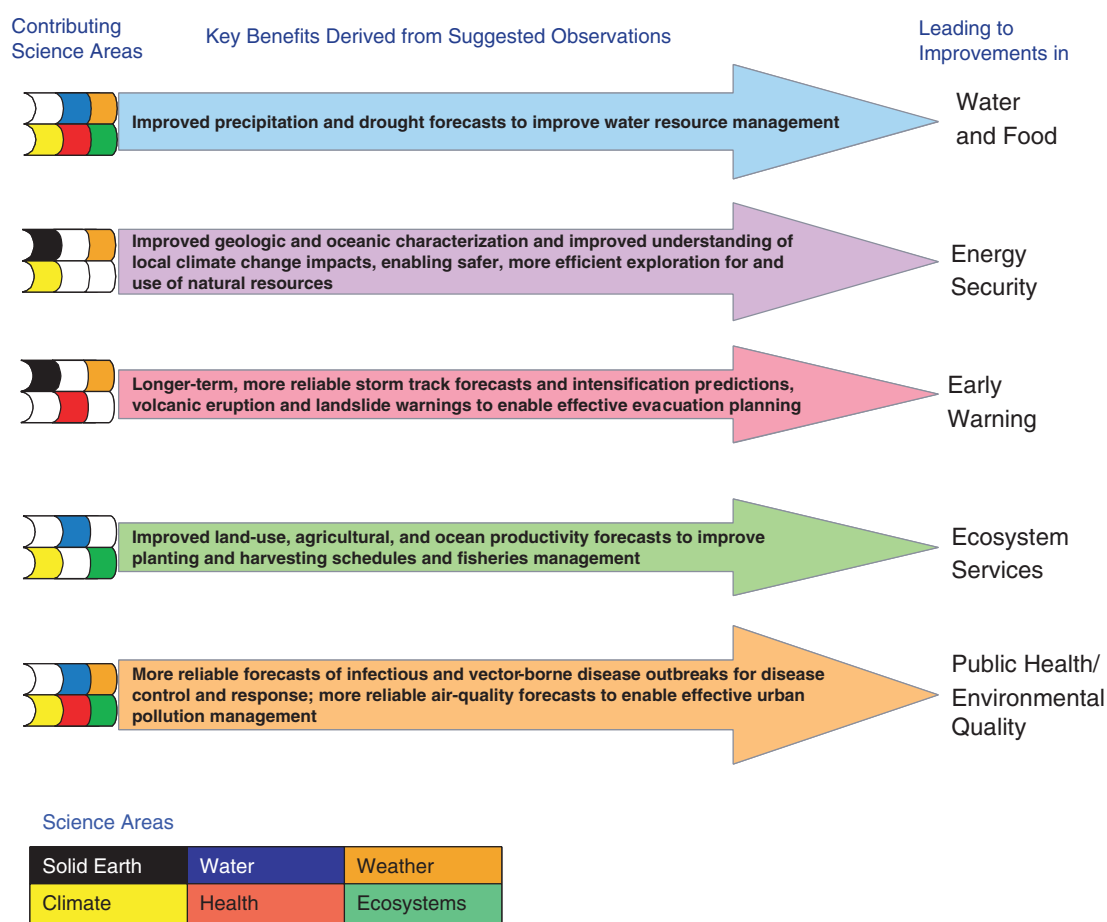 Contributing
Science Areas
Key Benefits Derived from Suggested Observations
Leading to
Improvements in
Improved precipitation and drought forecasts to improve water resource management
Water
and Food
Improved geologic and oceanic characterization and improved understanding of
local climate change impacts, enabling safer, more efficient exploration for and
use of natural resources
Energy
Security
Longer-term, more reliable storm track forecasts and intensification predictions,
volcanic eruption and landslide warnings to enable effective evacuation planning
Early
Warning
Improved land-use, agricultural, and ocean productivity forecasts to improve
planting and harvesting schedules and fisheries management
Ecosystem
Services
More reliable forecasts of infectious and vector-borne disease outbreaks for disease
control and response; more reliable air-quality forecasts to enable effective urban
pollution management
Public Health/
Environmental
Quality
Science Areas
Solid Earth Water Weather
Climate Health Ecosystems